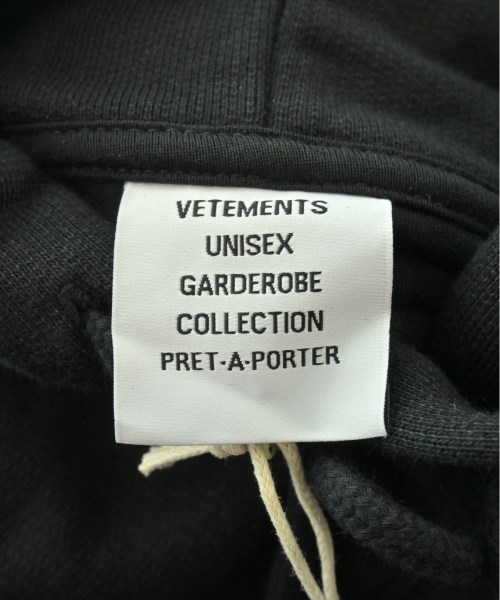 VETEMENTS
UNISEX
GARDEROBE
COLLECTION
PRET-A-PORTER